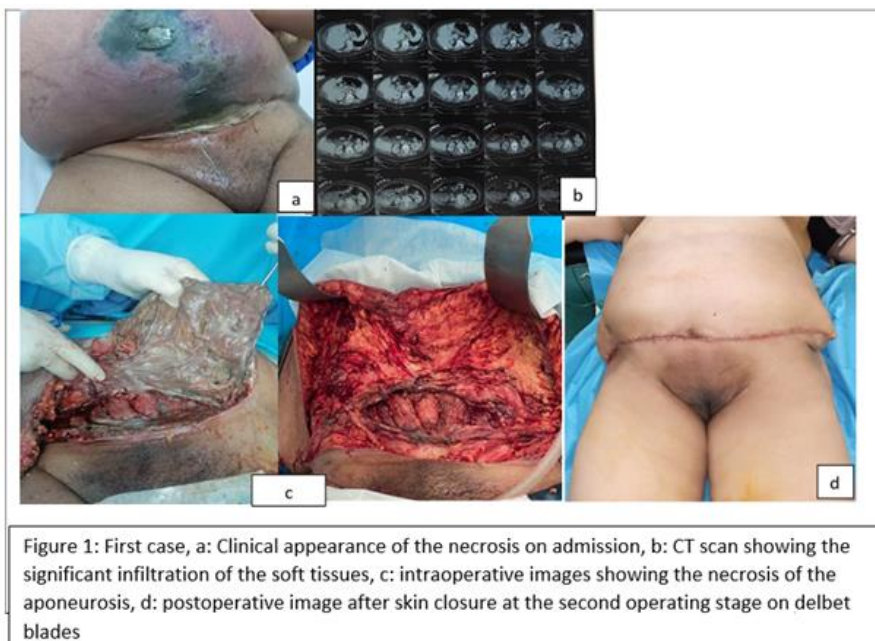 a
b
c
d
Figure 1: First case, a: Clinical appearance of the necrosis on admission, b: CT scan showing the
significant infiltration of the soft tissues, c: intraoperative images showing the necrosis of the
aponeurosis, d: postoperative image after skin closure at the second operating stage on delbet
blades